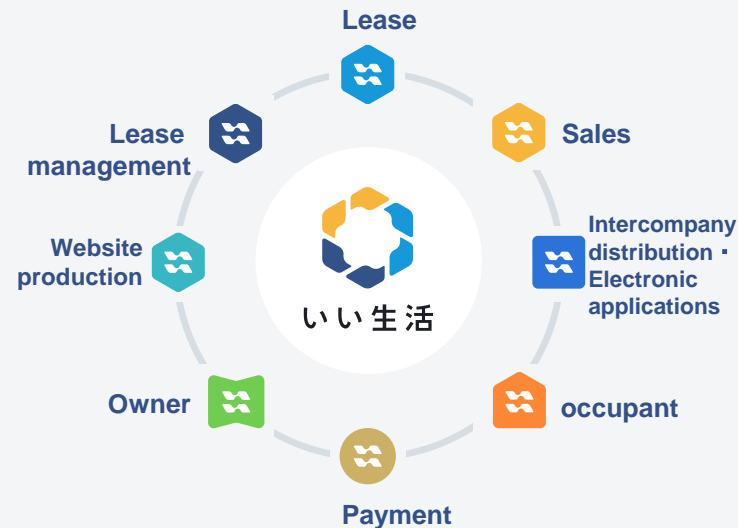 Lease
Lease
management
Sales
Website
production
Intercompany
distribution・
Electronic
applications
いい生活
Owner
occupant
Payment